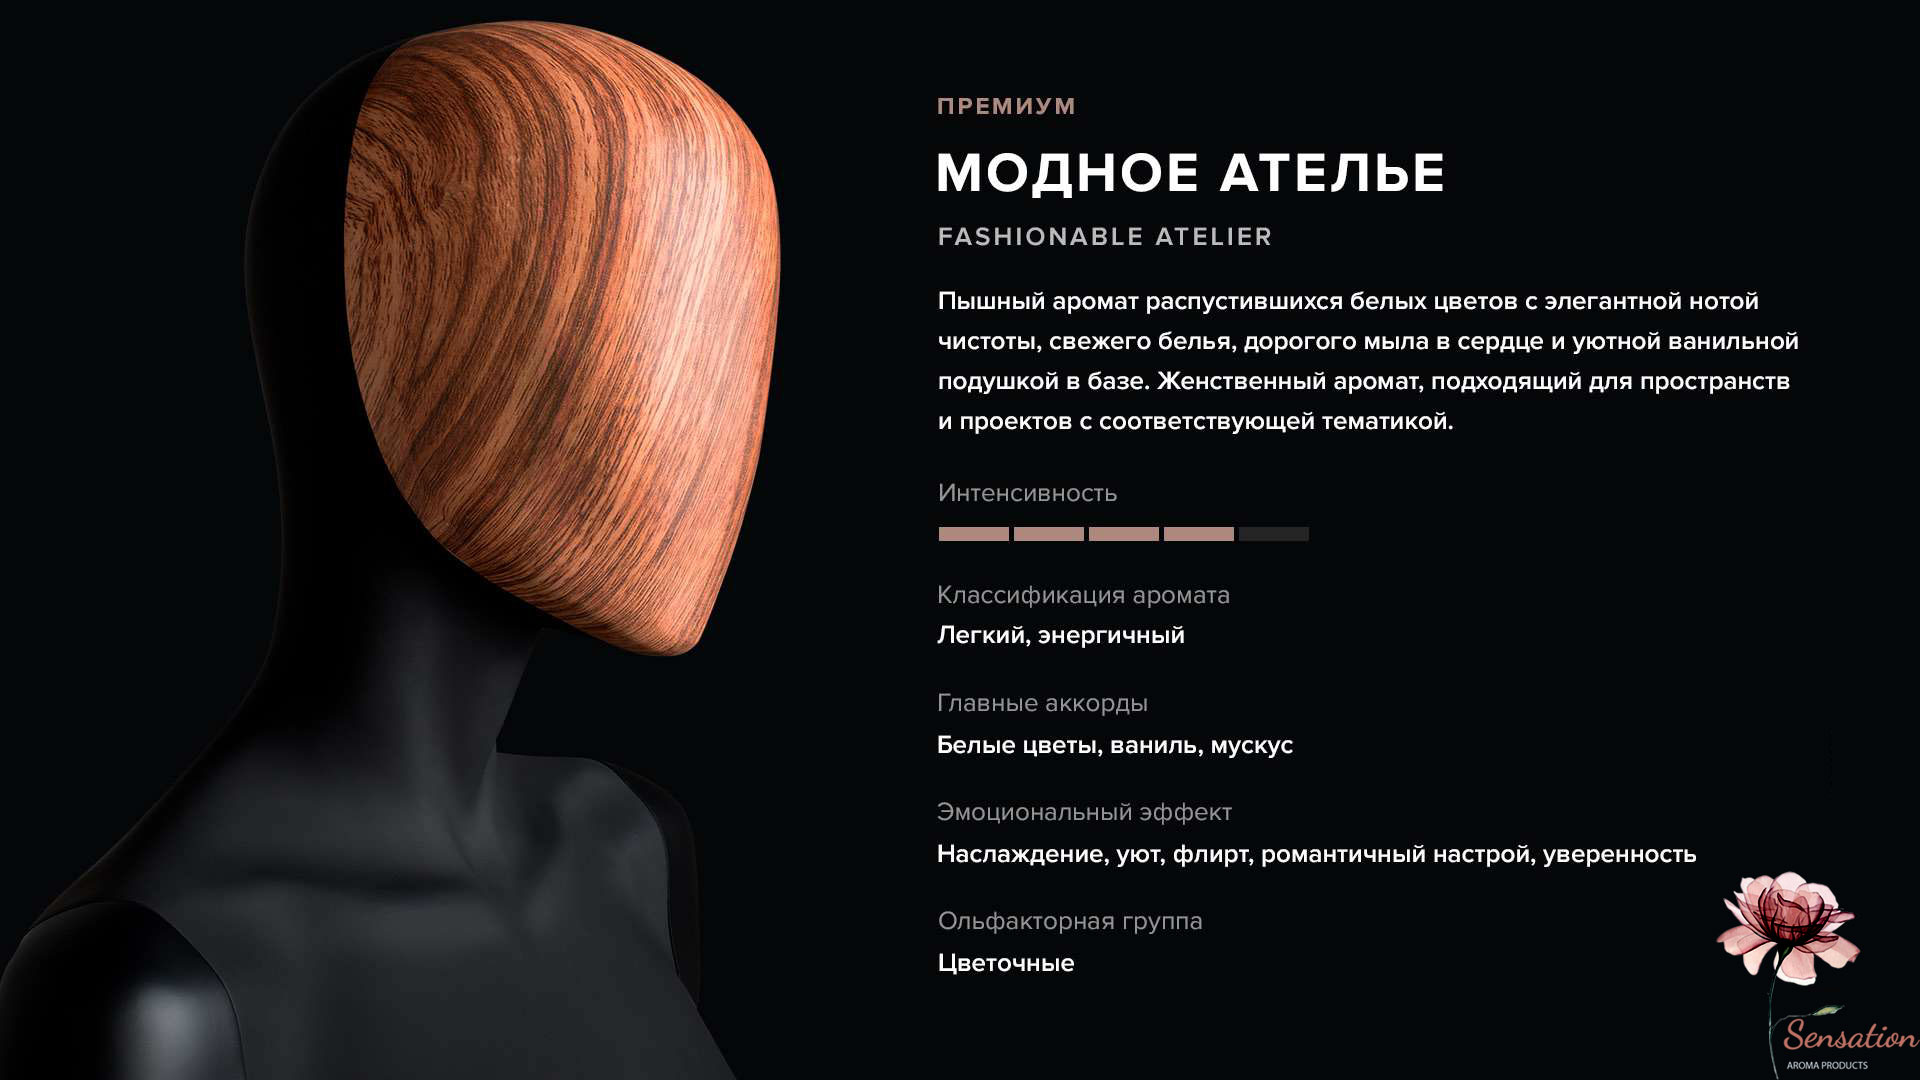 ПРЕМИУМ
МОДНОЕ АТЕЛЬЕ
FASHIONABLE ATELIER
Пышный аромат распустившихся белых цветов с элегантной нотой
чистоты, свежего белья, дорогого мыла в сердце и уютной ванильной
подушкой в базе. Женственный аромат, подходящий для пространств
и проектов с соответствующей тематикой.
Интенсивность
Классификация аромата
Легкий, энергичный
Главные аккорды
Белые цветы, ваниль, мускус
Эмоциональный эффект
Наслаждение, уют, флирт, романтичный настрой, уверенность
Ольфакторная группа
Цветочные
Sensation
AROMA PRODUCTS